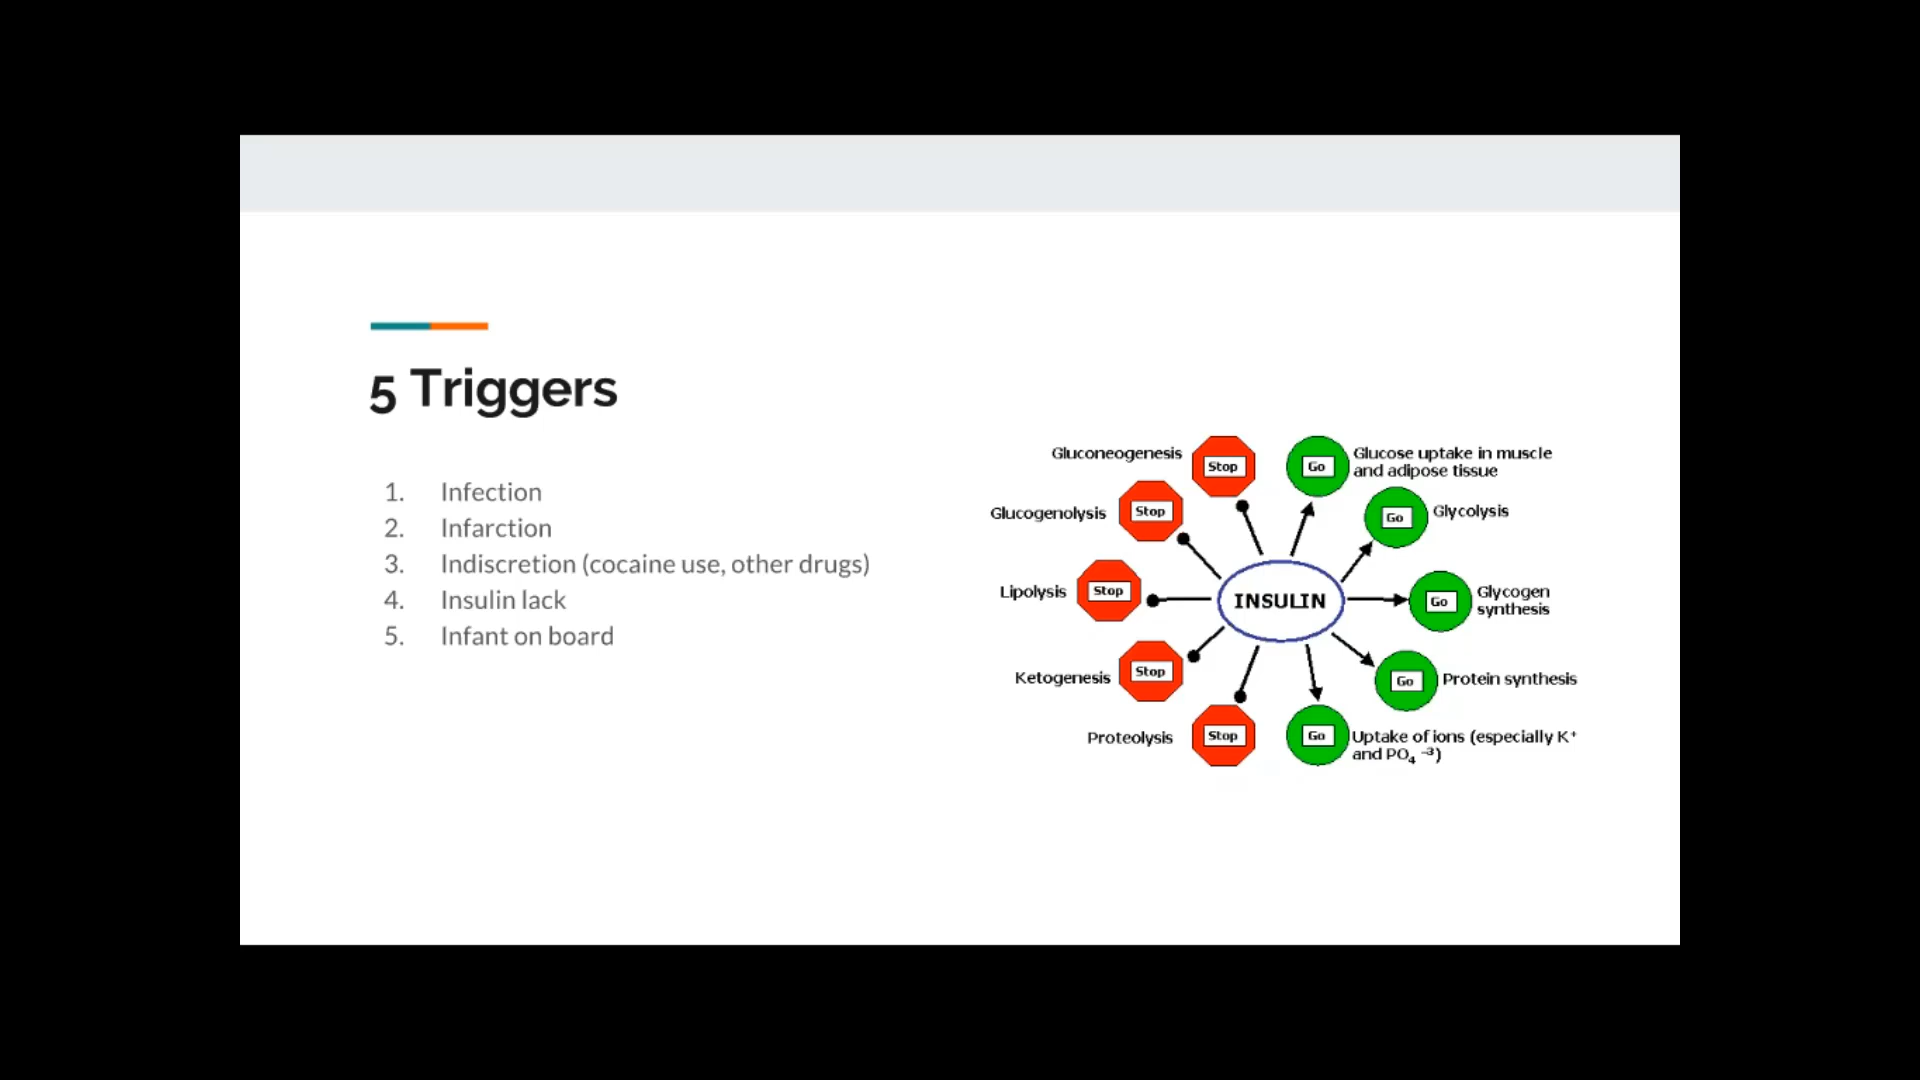 5 Triggers
1. Infection
2. Infarction
3. Indiscretion (cocaine use, other drugs)
4. Insulin lack
5. Infant on board
Gluconeogenesis
Stop
Glucogenolysis
Stop
Lipolysis
Stop
Ketogenesis
Stop
Proteolysis
Stop
INSULIN
Go
Glucose uptake in muscle
and adipose tissue
Go
Glycolysis
Go
Glycogen
synthesis
Go
Protein synthesis
Go
Uptake of ions (especially K⁺
and PO₄ ⁻³)